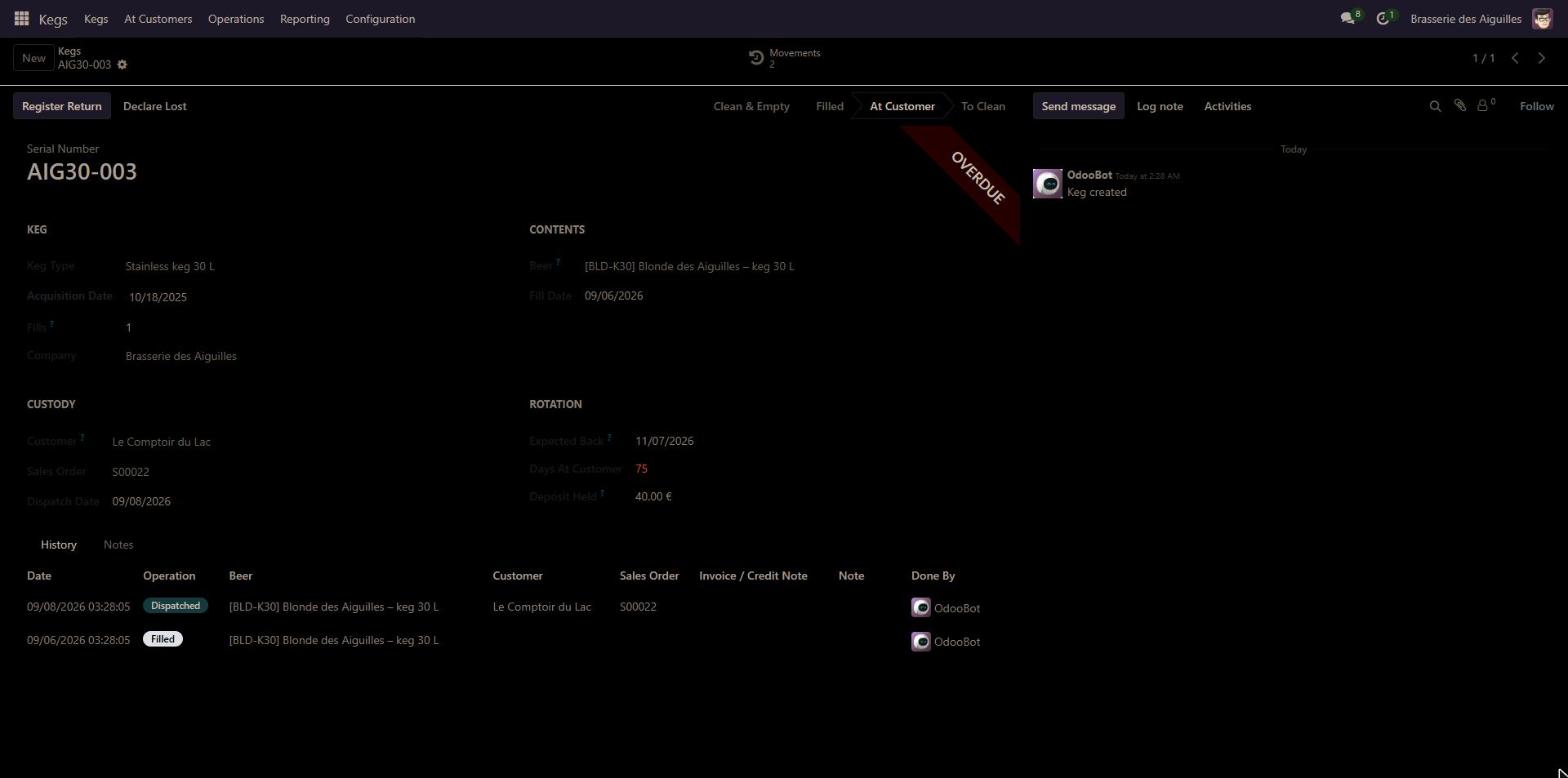 Kegs Kegs At Customers Operations Reporting Configuration 8 1 Brasserie des Aiguilles
New Kegs
AIG30-003
Movements
2
1 / 1
Register Return Declare Lost Clean & Empty Filled At Customer To Clean Send message Log note Activities 0 Follow
OVERDUE
Serial Number
AIG30-003
Today
OdooBot Today at 2:28 AM
Keg created
KEG
Keg Type Stainless keg 30 L
Acquisition Date 10/18/2025
Fills ? 1
Company Brasserie des Aiguilles
CONTENTS
Beer ? [BLD-K30] Blonde des Aiguilles – keg 30 L
Fill Date 09/06/2026
CUSTODY
Customer ? Le Comptoir du Lac
Sales Order S00022
Dispatch Date 09/08/2026
ROTATION
Expected Back ? 11/07/2026
Days At Customer 75
Deposit Held ? 40.00 €
History Notes
Date Operation Beer Customer Sales Order Invoice / Credit Note Note Done By
09/08/2026 03:28:05 Dispatched [BLD-K30] Blonde des Aiguilles – keg 30 L Le Comptoir du Lac S00022 OdooBot
09/06/2026 03:28:05 Filled [BLD-K30] Blonde des Aiguilles – keg 30 L OdooBot